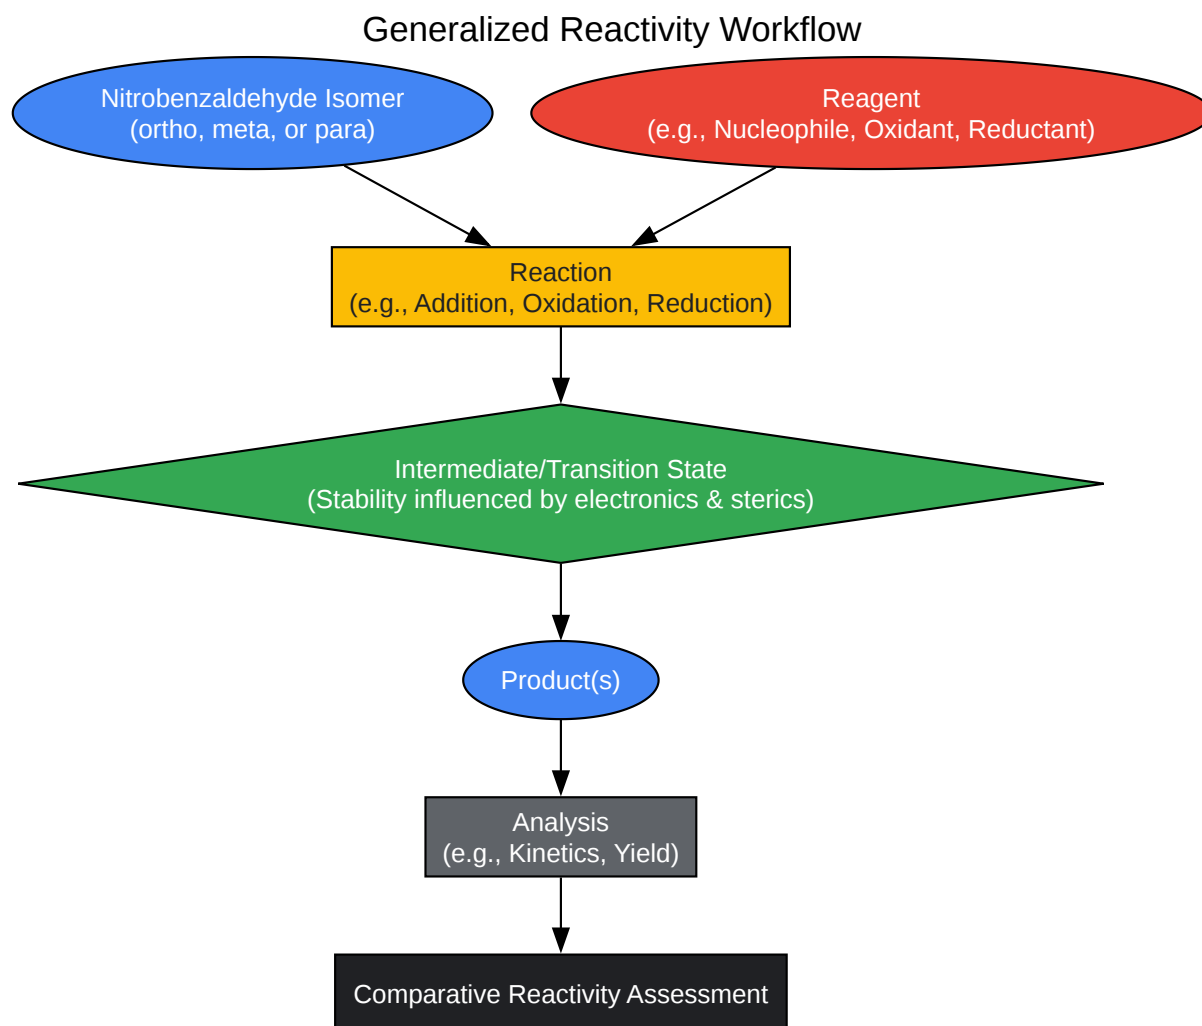 Generalized Reactivity Workflow
Nitrobenzaldehyde Isomer
(ortho, meta, or para)
Reagent
(e.g., Nucleophile, Oxidant, Reductant)
Reaction
(e.g., Addition, Oxidation, Reduction)
Intermediate/Transition State
(Stability influenced by electronics & sterics)
Product(s)
Analysis
(e.g., Kinetics, Yield)
Comparative Reactivity Assessment